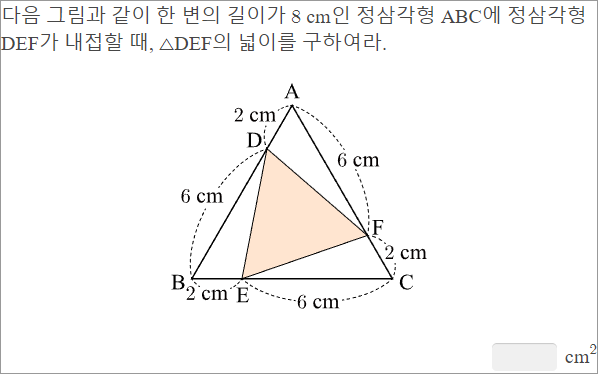 다음 그림과 같이 한 변의 길이가 8 cm인 정삼각형 ABC에 정삼각형
DEF가 내접할 때, △DEF의 넓이를 구하여라.
A
2 cm
D
6 cm
6 cm
F
2 cm
B
2 cm
E
6 cm
C
cm²